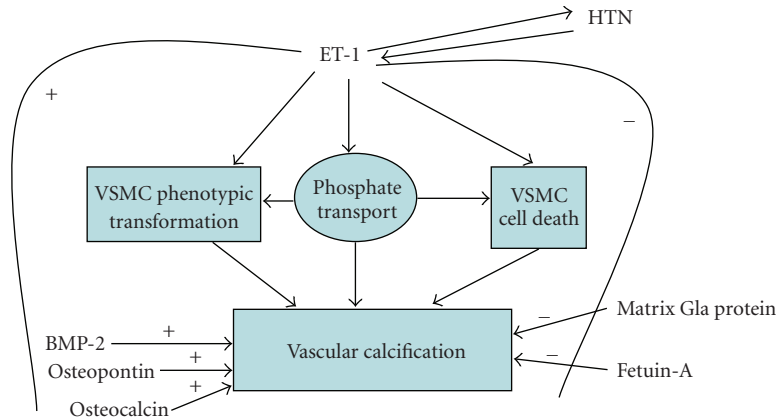 HTN
ET-1
+
−
VSMC phenotypic
transformation
Phosphate
transport
VSMC
cell death
Vascular calcification
BMP-2
+
Osteopontin
+
Osteocalcin
+
−
Matrix Gla protein
−
Fetuin-A